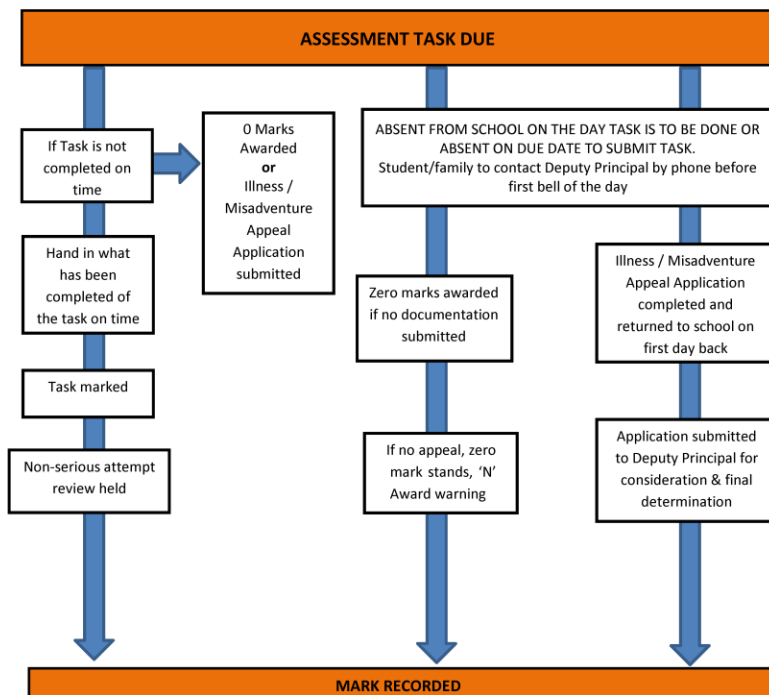 ASSESSMENT TASK DUE
If Task is not
completed on
time
0 Marks
Awarded
or
Illness /
Misadventure
Appeal
Application
submitted
ABSENT FROM SCHOOL ON THE DAY TASK IS TO BE DONE OR
ABSENT ON DUE DATE TO SUBMIT TASK.
Student/family to contact Deputy Principal by phone before
first bell of the day
Hand in what
has been
completed of
the task on time
Zero marks awarded
if no documentation
submitted
Illness / Misadventure
Appeal Application
completed and
returned to school on
first day back
Task marked
Non-serious attempt
review held
If no appeal, zero
mark stands, ‘N’
Award warning
Application submitted
to Deputy Principal for
consideration & final
determination
MARK RECORDED